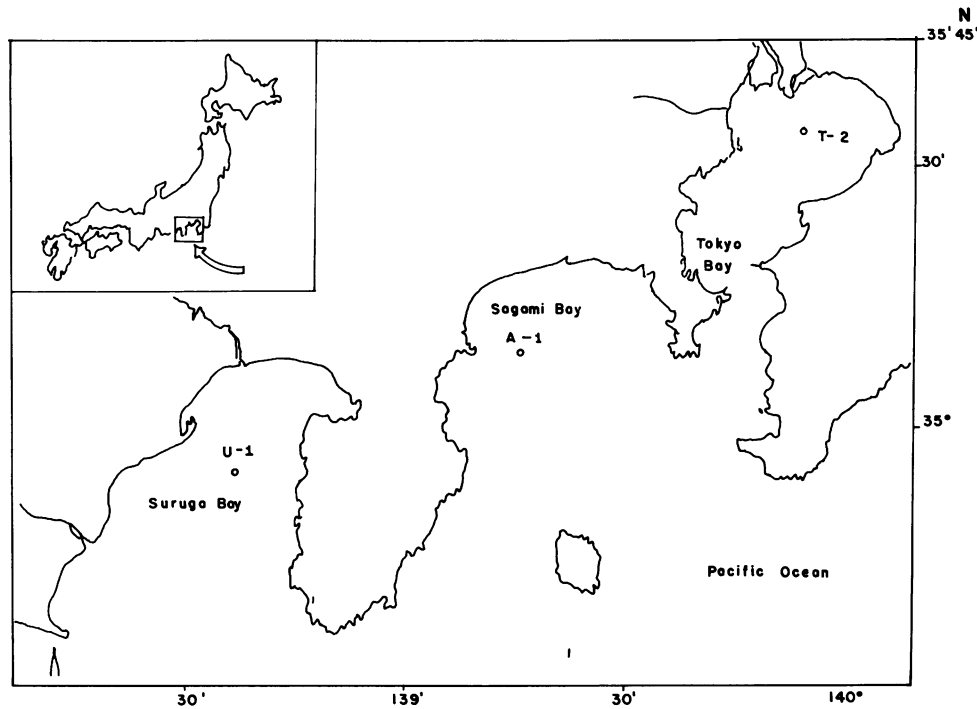 N
35'45'
T-2
30'
Tokyo
Bay
Sagami Bay
A-1
35°
U-1
Suruga Bay
Pacific Ocean
30'
139'
30'
140°